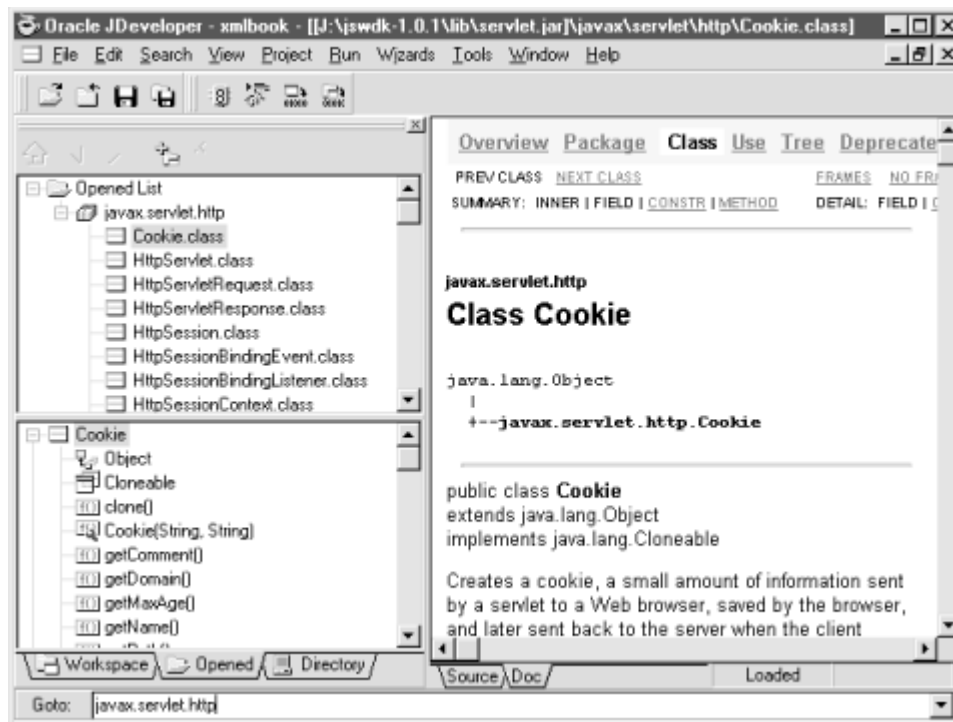 Oracle JDeveloper - xmlbook - [[J:\jswdk-1.0.1\lib\servlet.jar]\javax\servlet\http\Cookie.class]
File Edit Search View Project Run Wizards Tools Window Help
Opened List
javax.servlet.http
Cookie.class
HttpServlet.class
HttpServletRequest.class
HttpServletResponse.class
HttpSession.class
HttpSessionBindingEvent.class
HttpSessionBindingListener.class
HttpSessionContext.class
Cookie
Object
Cloneable
clone()
Cookie(String, String)
getComment()
getDomain()
getMaxAge()
getName()
Workspace Opened Directory
Overview Package Class Use Tree Deprecate
PREV CLASS NEXT CLASS FRAMES NO FR
SUMMARY: INNER | FIELD | CONSTR | METHOD DETAIL: FIELD |
javax.servlet.http
Class Cookie
java.lang.Object
|
+--javax.servlet.http.Cookie
public class Cookie
extends java.lang.Object
implements java.lang.Cloneable
Creates a cookie, a small amount of information sent
by a servlet to a Web browser, saved by the browser,
and later sent back to the server when the client
Source Doc Loaded
Goto: javax.servlet.http